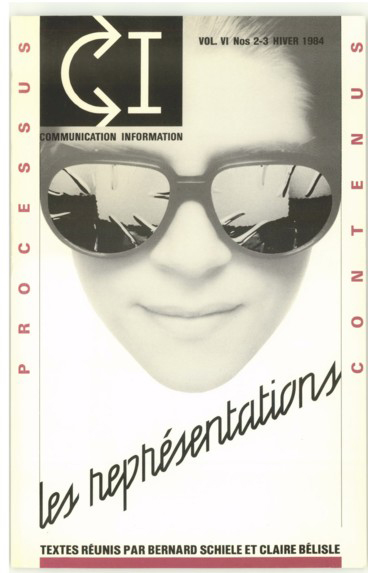 CI
VOL. VI Nos 2-3 HIVER 1984
COMMUNICATION INFORMATION
PROCESSUS
CONTENUS
les représentations
TEXTES RÉUNIS PAR BERNARD SCHIELE ET CLAIRE BÉLISLE